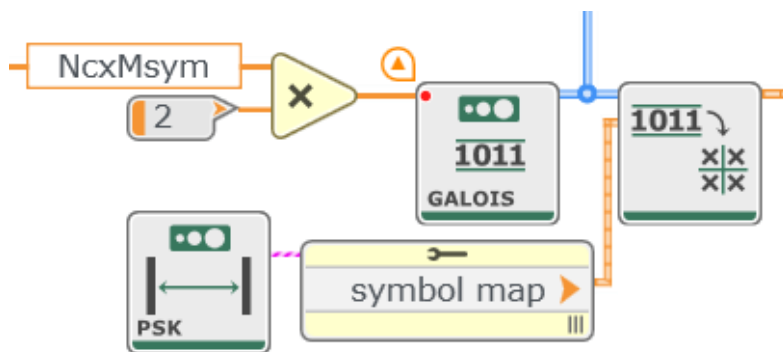 NcxMsym
2
1011
GALOIS
1011
PSK
symbol map